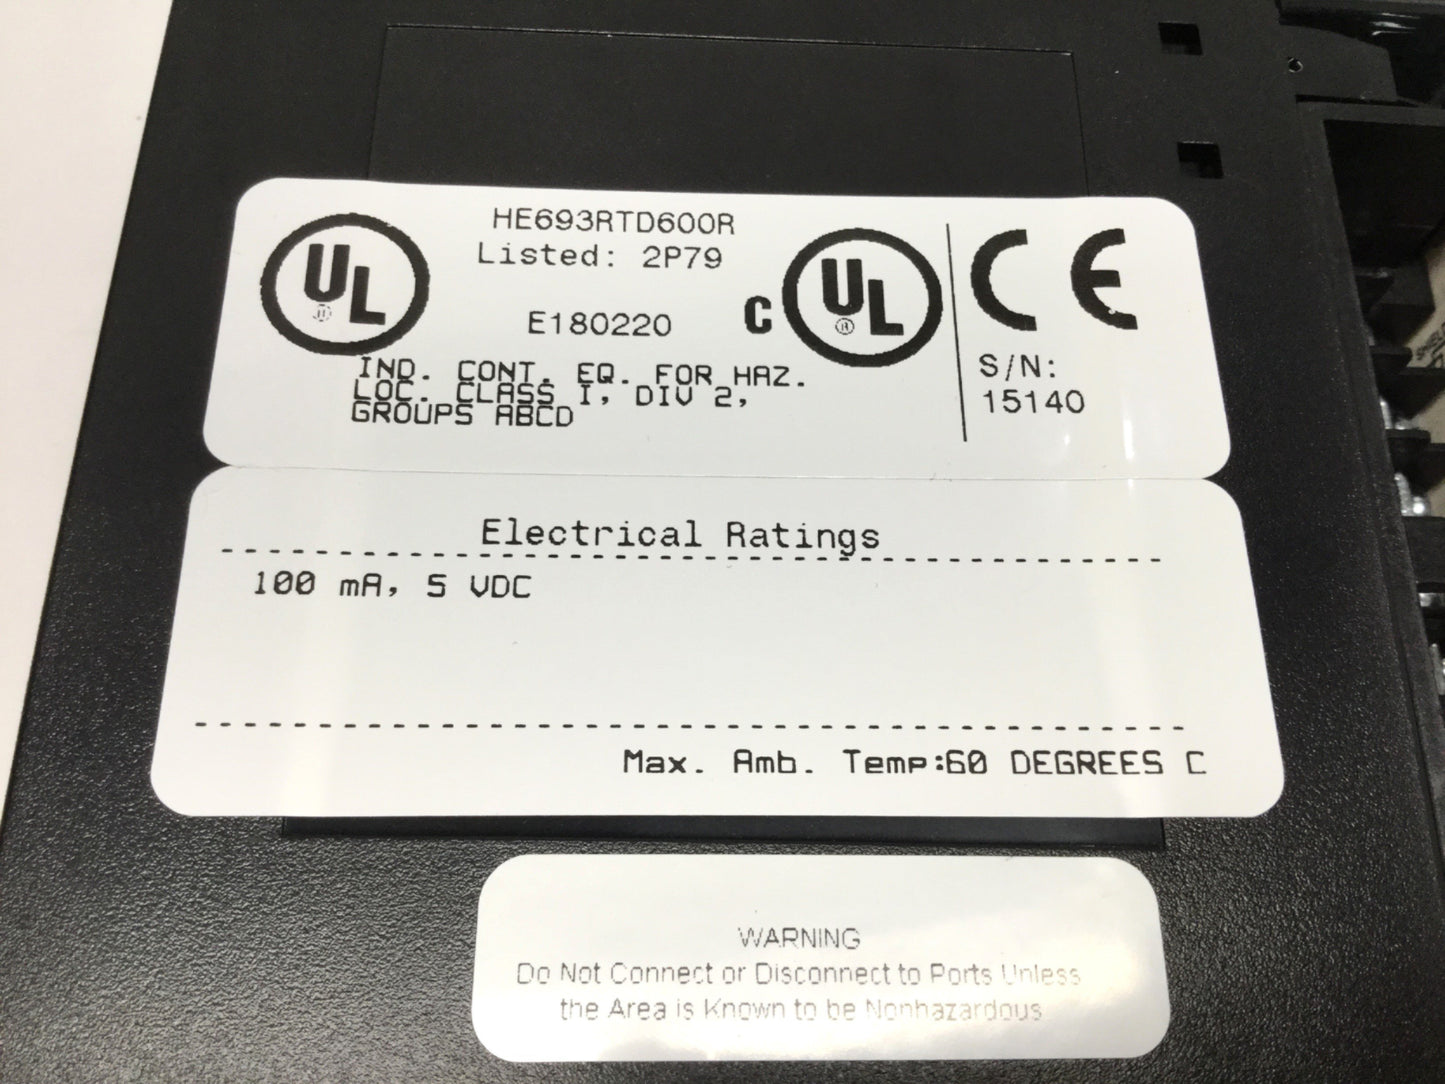 HE693RTD600R
Listed: 2P79
UL
E180220
C UL
CE
IND. CONT. EQ. FOR HAZ.
LOC. CLASS I, DIV 2,
GROUPS ABCD
S/N:
15140
Electrical Ratings
100 mA, 5 VDC
Max. Amb. Temp:60 DEGREES C
WARNING
Do Not Connect or Disconnect to Ports Unless
the Area is Known to be Nonhazardous